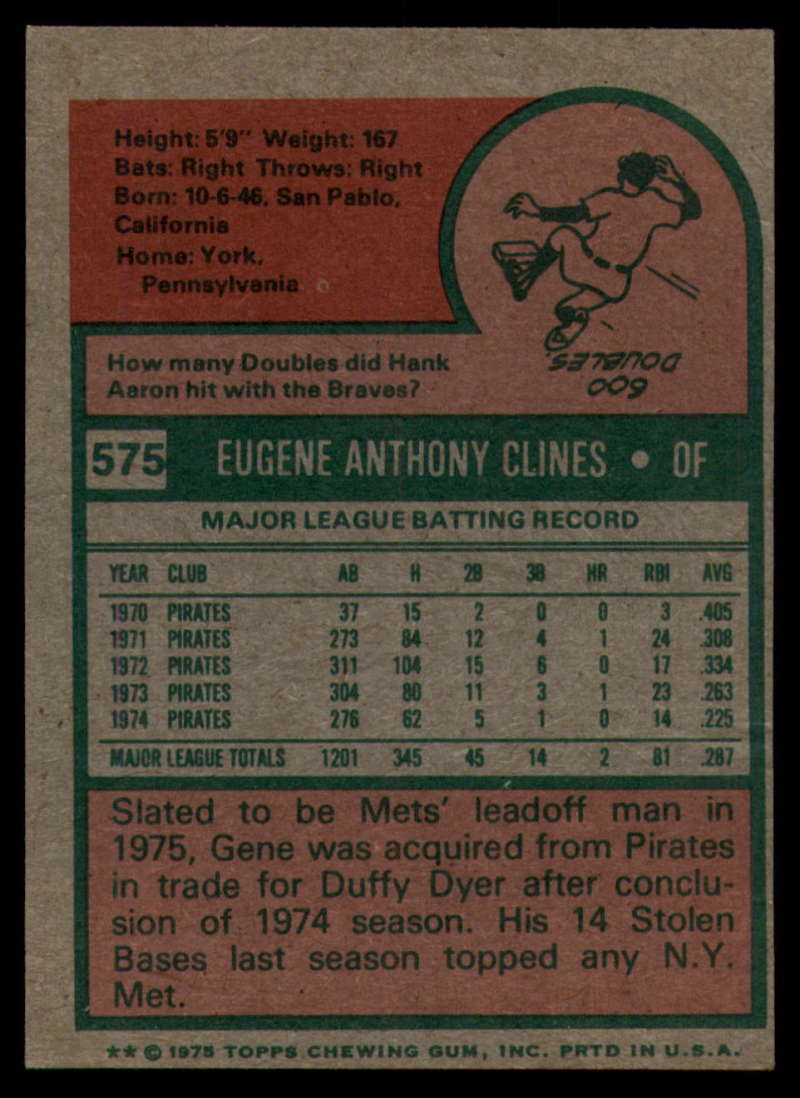 Height: 5'9" Weight: 167
Bats: Right Throws: Right
Born: 10-6-46, San Pablo,
California
Home: York,
Pennsylvania
How many Doubles did Hank
Aaron hit with the Braves?
600
DOUBLES.
575 EUGENE ANTHONY CLINES • OF
MAJOR LEAGUE BATTING RECORD
YEAR CLUB AB H 2B 3B HR RBI AVG
1970 PIRATES 37 15 2 0 0 3 .405
1971 PIRATES 273 84 12 4 1 24 .308
1972 PIRATES 311 104 15 6 0 17 .334
1973 PIRATES 304 80 11 3 1 23 .263
1974 PIRATES 276 62 5 1 0 14 .225
MAJOR LEAGUE TOTALS 1201 345 45 14 2 81 .287
Slated to be Mets' leadoff man in
1975, Gene was acquired from Pirates
in trade for Duffy Dyer after conclu-
sion of 1974 season. His 14 Stolen
Bases last season topped any N.Y.
Met.
** © 1975 TOPPS CHEWING GUM, INC. PRTD IN U.S.A.